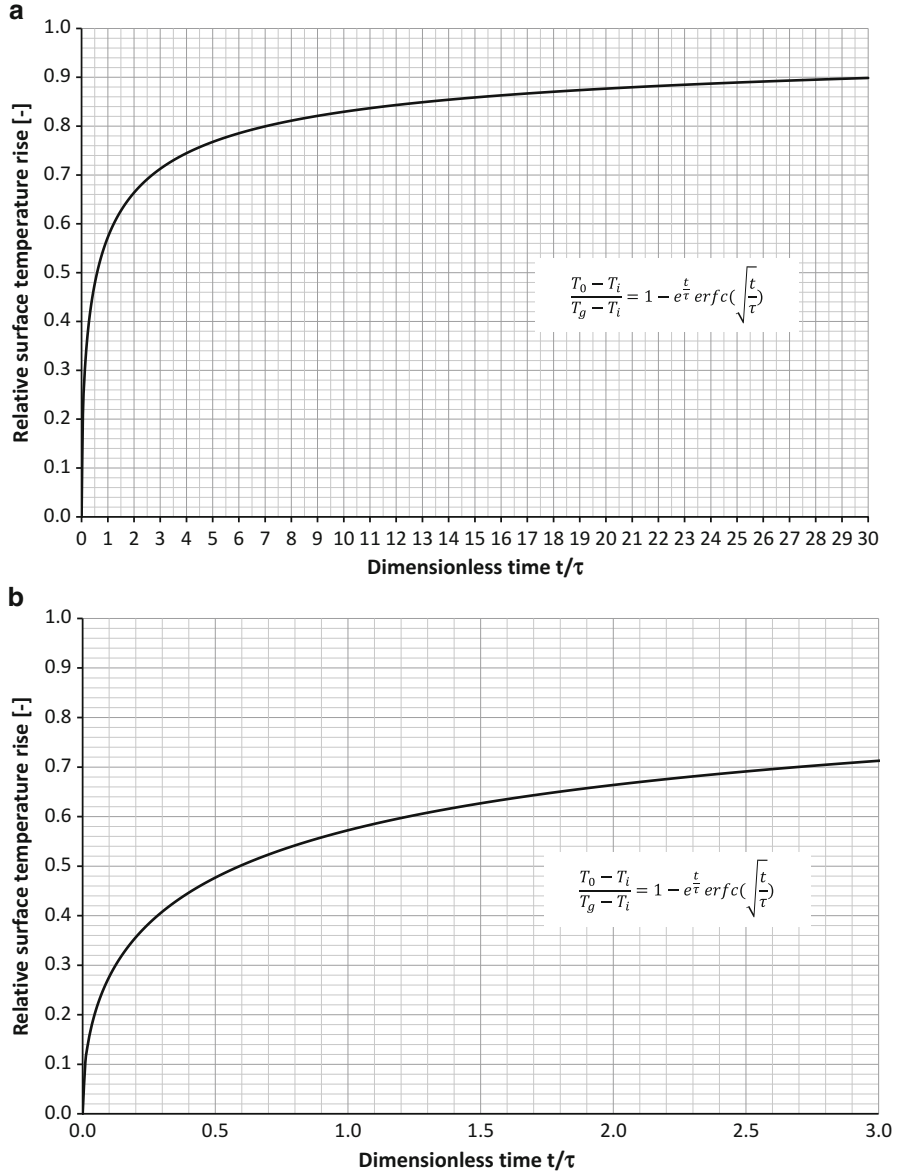 a
1.0
0.9
0.8
0.7
0.6
0.5
0.4
0.3
0.2
0.1
0.0
Relative surface temperature rise [-]
T₀ − Tᵢ / T_g − Tᵢ = 1 − e^(t/τ) erfc(√(t/τ))
0 1 2 3 4 5 6 7 8 9 10 11 12 13 14 15 16 17 18 19 20 21 22 23 24 25 26 27 28 29 30
Dimensionless time t/τ
b
1.0
0.9
0.8
0.7
0.6
0.5
0.4
0.3
0.2
0.1
0.0
Relative surface temperature rise [-]
T₀ − Tᵢ / T_g − Tᵢ = 1 − e^(t/τ) erfc(√(t/τ))
0.0 0.5 1.0 1.5 2.0 2.5 3.0
Dimensionless time t/τ